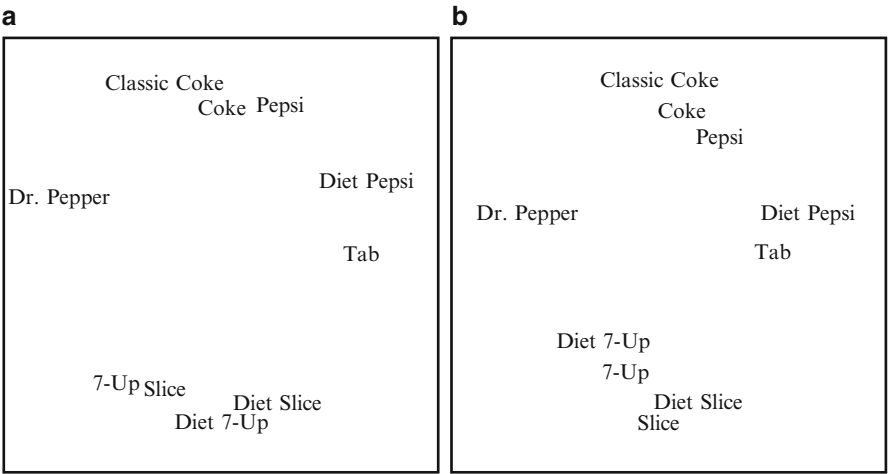 a
Classic Coke
Coke Pepsi
Diet Pepsi
Dr. Pepper
Tab
7-Up Slice
Diet Slice
Diet 7-Up
b
Classic Coke
Coke
Pepsi
Dr. Pepper
Diet Pepsi
Tab
Diet 7-Up
7-Up
Diet Slice
Slice